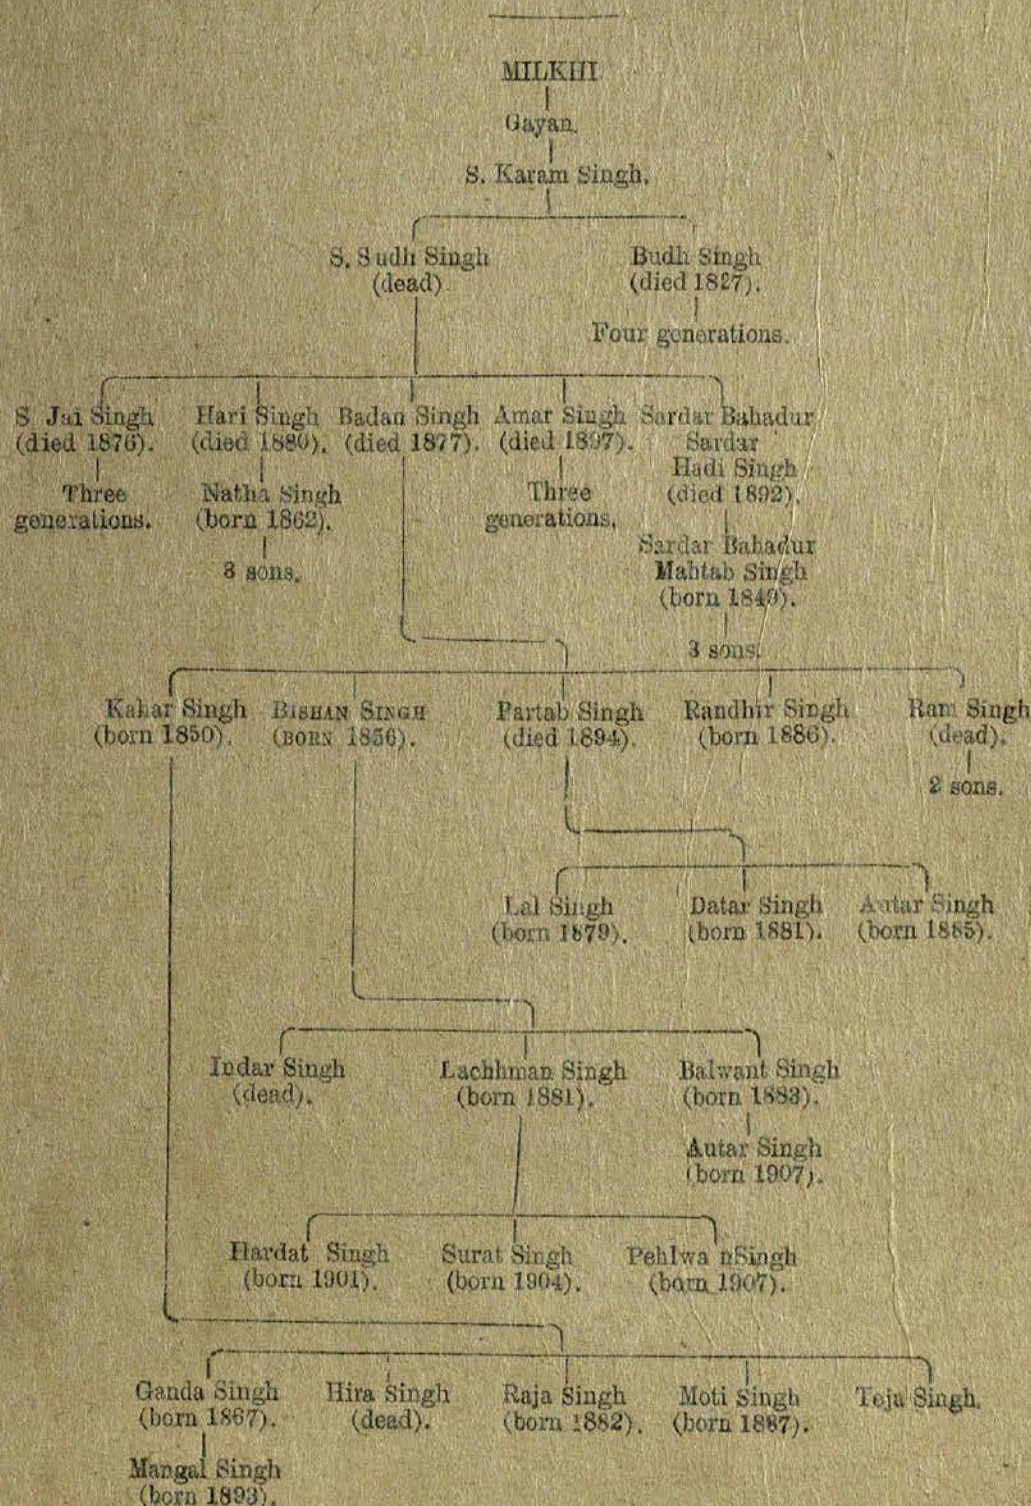 MILKHI
Gayan.
S. Karam Singh.
S. Sudh Singh
(dead)
Budh Singh
(died 1827).
Four generations.
S. Jai Singh
(died 1876).
Three
generations.
Hari Singh
(died 1880).
Natha Singh
(born 1862).
3 sons.
Badan Singh
(died 1877).
Amar Singh
(died 1897).
Three
generations.
Sardar Bahadur
Sardar
Hadi Singh
(died 1892).
Sardar Bahadur
Mahtab Singh
(born 1849).
3 sons.
Kahar Singh
(born 1850).
BISHAN SINGH
(BORN 1856).
Partab Singh
(died 1894).
Randhir Singh
(born 1886).
Ram Singh
(dead).
2 sons.
Lal Singh
(born 1879).
Datar Singh
(born 1881).
Autar Singh
(born 1885).
Indar Singh
(dead).
Lachhman Singh
(born 1881).
Balwant Singh
(born 1883).
Autar Singh
(born 1907).
Hardat Singh
(born 1901).
Surat Singh
(born 1904).
Pehlwa nSingh
(born 1907).
Ganda Singh
(born 1867).
Hira Singh
(dead).
Raja Singh
(born 1882).
Moti Singh
(born 1887).
Teja Singh.
Mangal Singh
(born 1893).